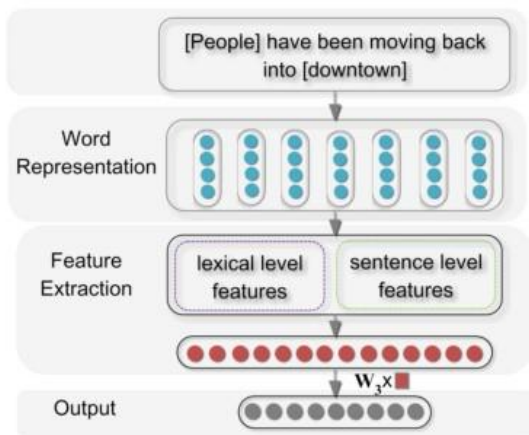 [People] have been moving back
into [downtown]
Word
Representation
Feature
Extraction
lexical level
features
sentence level
features
W3x
Output